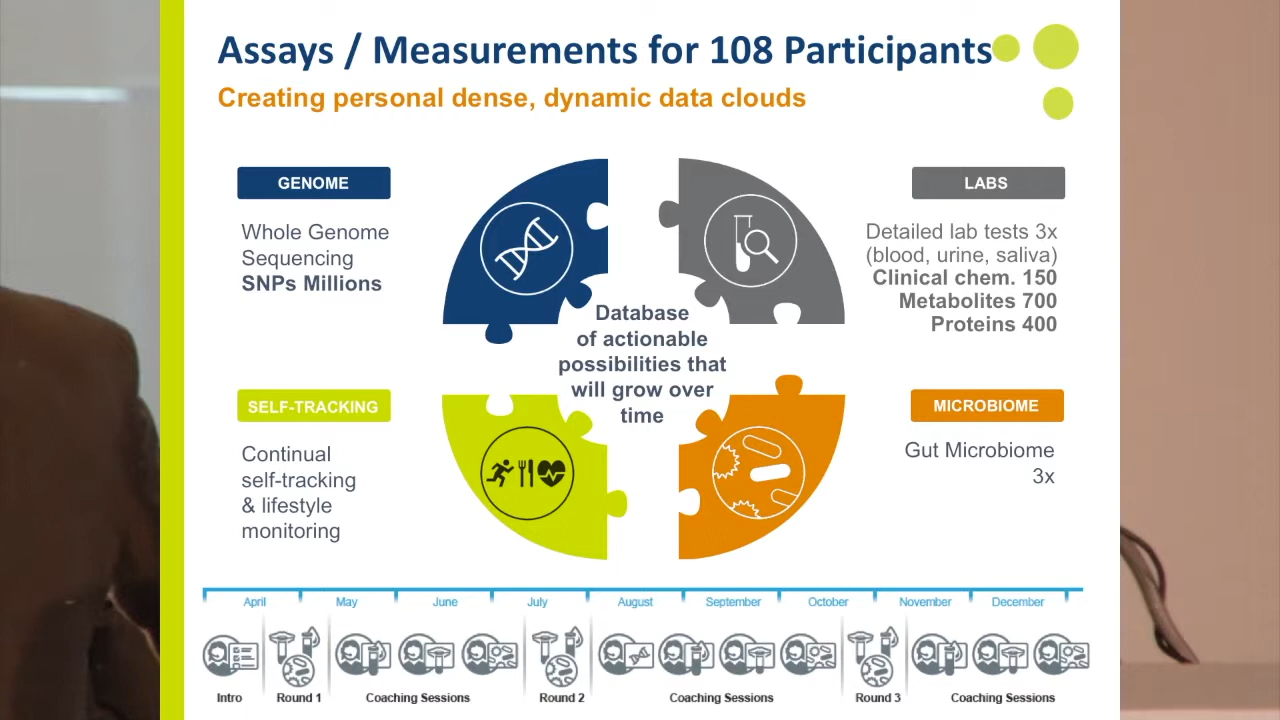 Assays / Measurements for 108 Participants
Creating personal dense, dynamic data clouds
GENOME
Whole Genome
Sequencing
SNPs Millions
LABS
Detailed lab tests 3x
(blood, urine, saliva)
Clinical chem. 150
Metabolites 700
Proteins 400
Database
of actionable
possibilities that
will grow over
time
SELF-TRACKING
Continual
self-tracking
& lifestyle
monitoring
MICROBIOME
Gut Microbiome
3x
April May June July August September October November December
Intro Round 1 Coaching Sessions Round 2 Coaching Sessions Round 3 Coaching Sessions